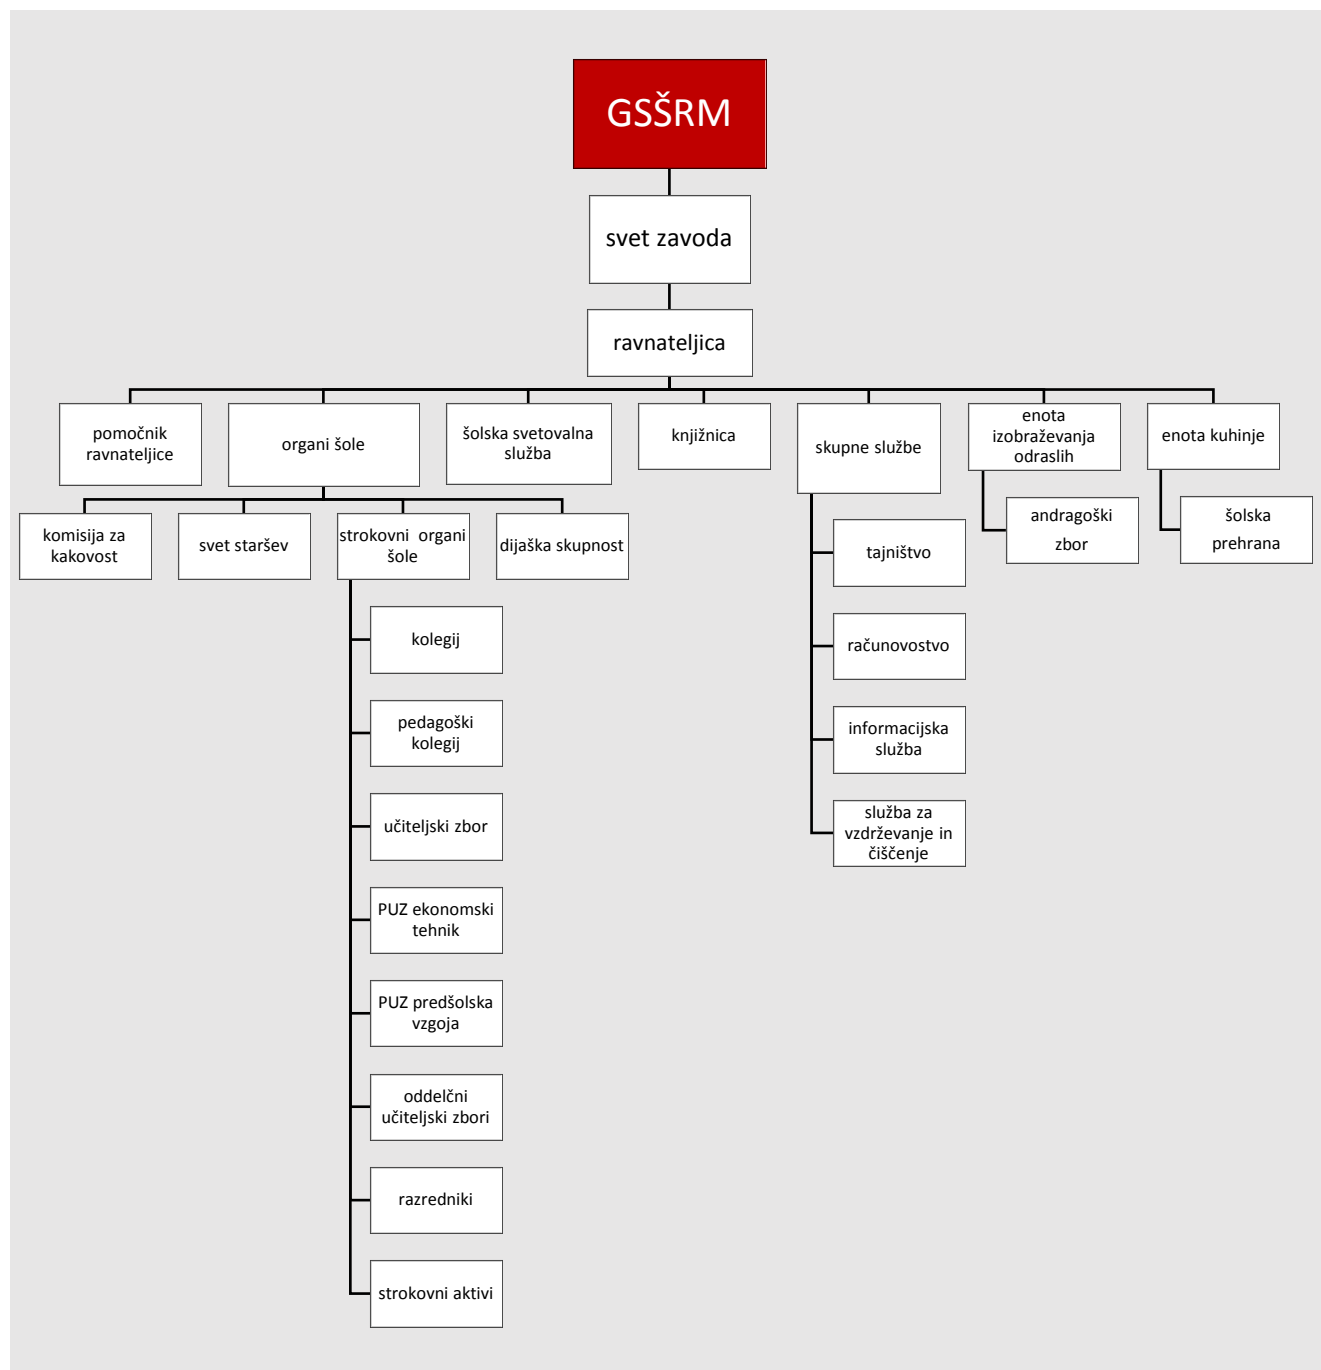 GSŠRM
svet zavoda
ravnateljica
pomočnik
ravnateljice
organi šole
šolska svetovalna
služba
knjižnica
skupne službe
enota
izobraževanja
odraslih
enota kuhinje
komisija za
kakovost
svet staršev
strokovni organi
šole
dijaška skupnost
andragoški
zbor
šolska
prehrana
tajništvo
računovostvo
informacijska
služba
služba za
vzdrževanje in
čiščenje
kolegij
pedagoški
kolegij
učiteljski zbor
PUZ ekonomski
tehnik
PUZ predšolska
vzgoja
oddelčni
učiteljski zbori
razredniki
strokovni aktivi